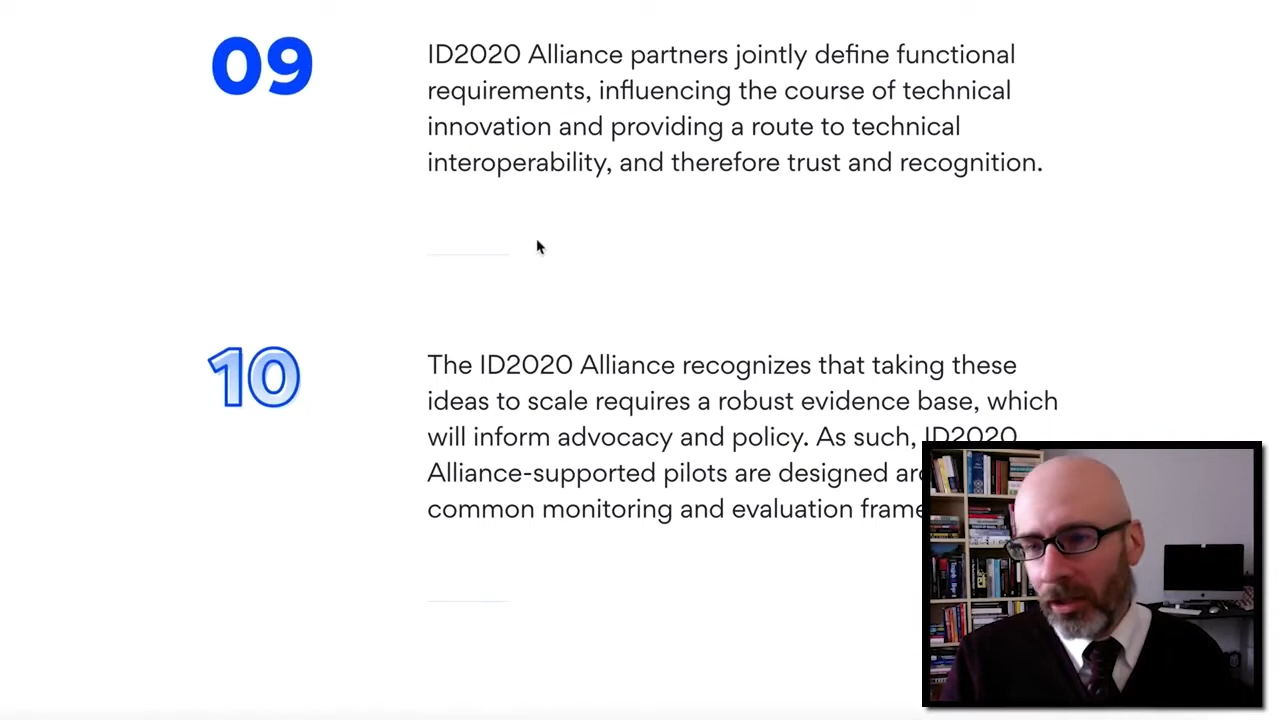 09
ID2020 Alliance partners jointly define functional
requirements, influencing the course of technical
innovation and providing a route to technical
interoperability, and therefore trust and recognition.
10
The ID2020 Alliance recognizes that taking these
ideas to scale requires a robust evidence base, which
will inform advocacy and policy. As such, ID2020
Alliance-supported pilots are designed
common monitoring and evaluation